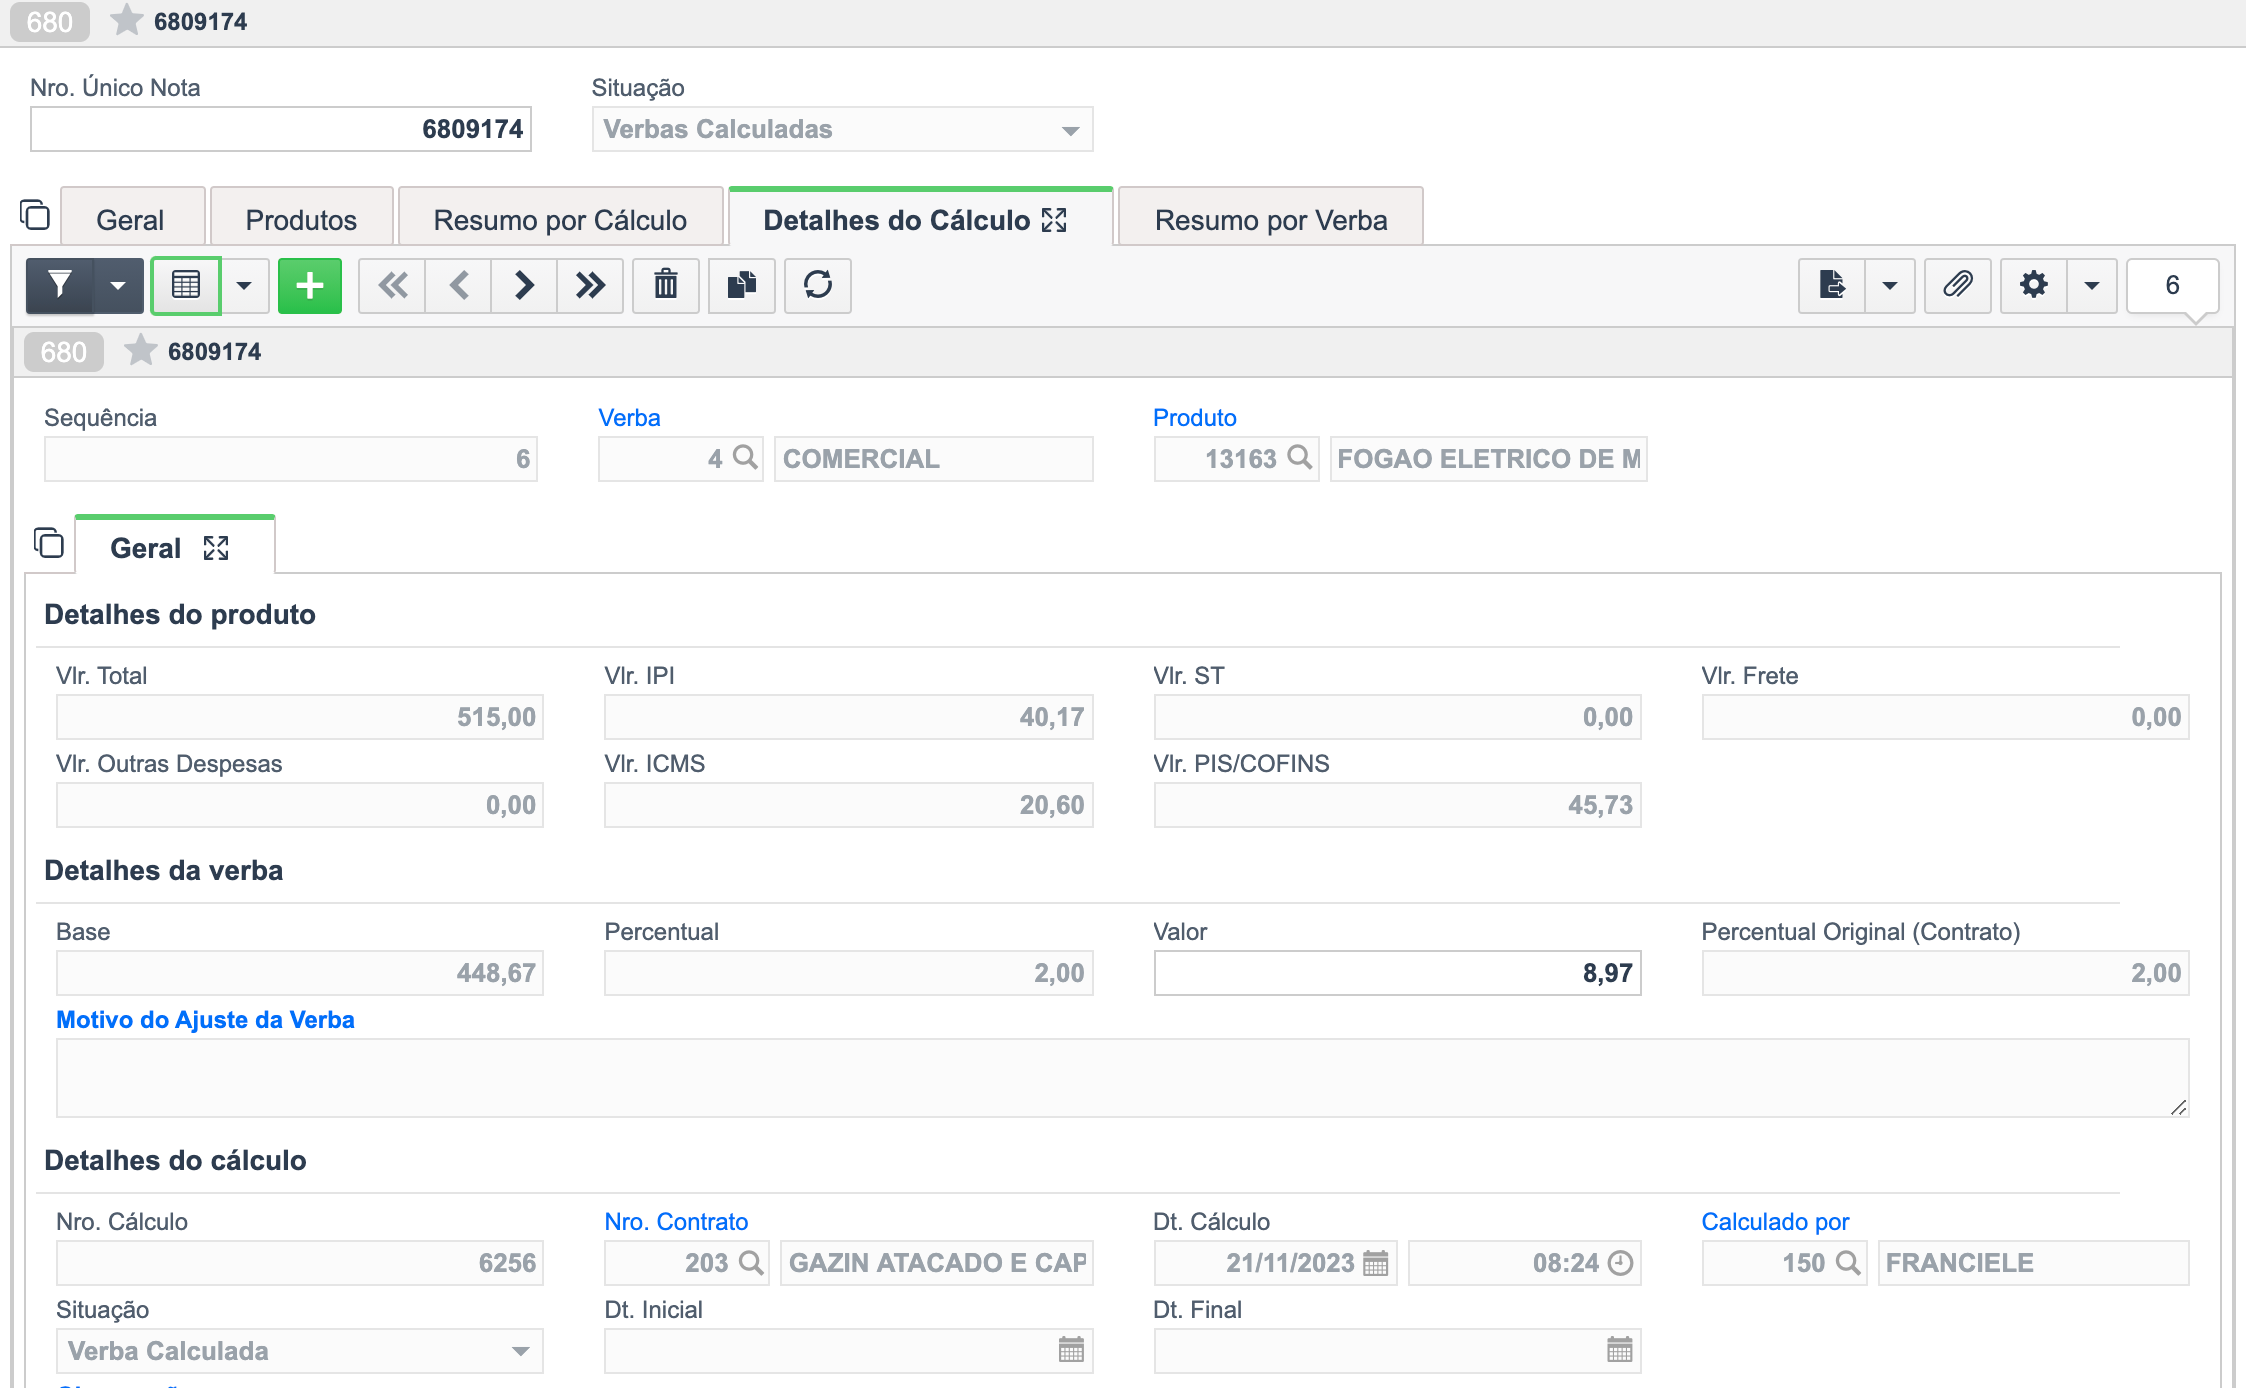 680 6809174
Nro. Único Nota Situação
6809174 Verbas Calculadas
Geral Produtos Resumo por Cálculo Detalhes do Cálculo Resumo por Verba
6
680 6809174
Sequência Verba Produto
6 4 COMERCIAL 13163 FOGAO ELETRICO DE M
Geral
Detalhes do produto
Vlr. Total Vlr. IPI Vlr. ST Vlr. Frete
515,00 40,17 0,00 0,00
Vlr. Outras Despesas Vlr. ICMS Vlr. PIS/COFINS
0,00 20,60 45,73
Detalhes da verba
Base Percentual Valor Percentual Original (Contrato)
448,67 2,00 8,97 2,00
Motivo do Ajuste da Verba
Detalhes do cálculo
Nro. Cálculo Nro. Contrato Dt. Cálculo Calculado por
6256 203 GAZIN ATACADO E CAP 21/11/2023 08:24 150 FRANCIELE
Situação Dt. Inicial Dt. Final
Verba Calculada